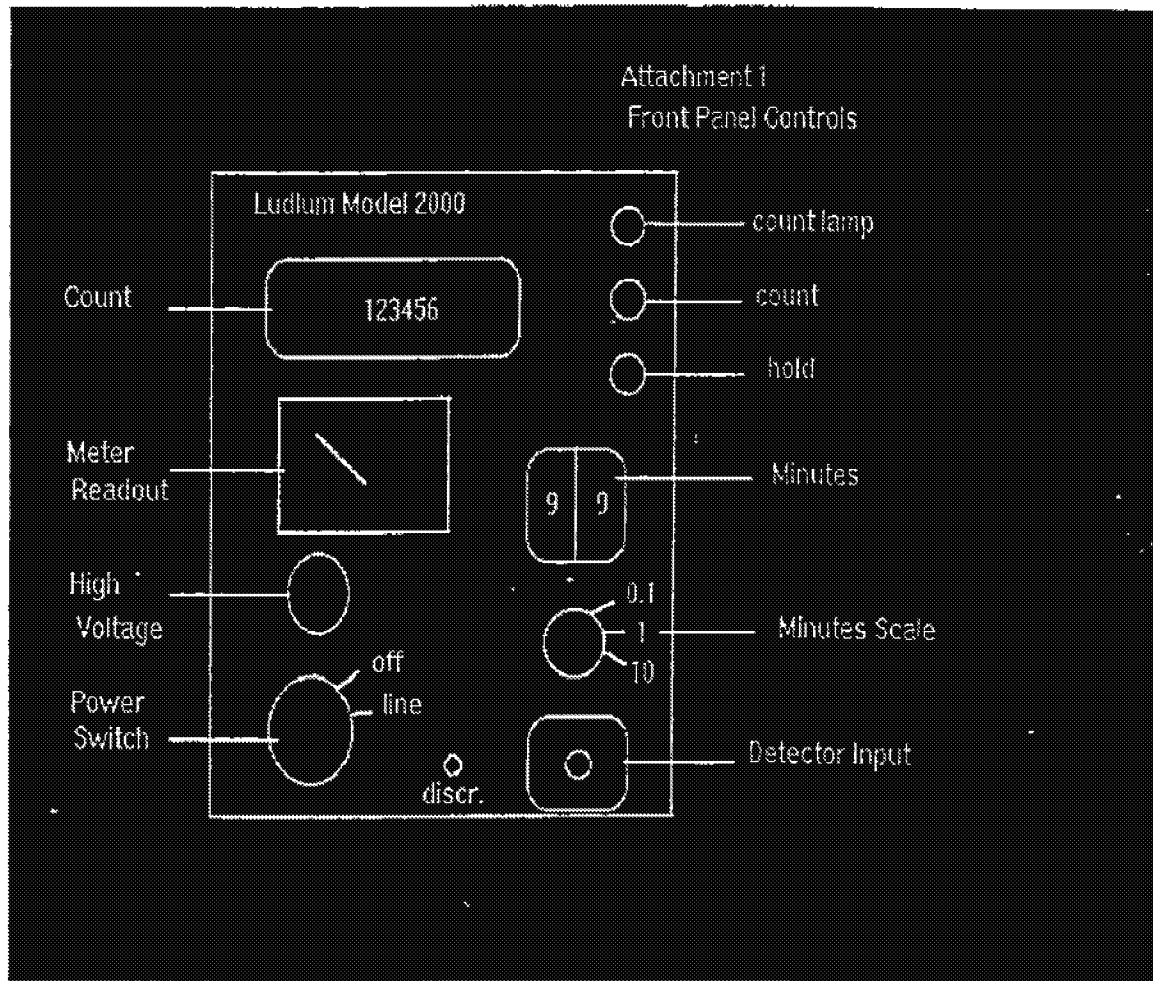 Attachment 1
Front Panel Controls
Ludlum Model 2000
count lamp
Count
123456
count
hold
Meter
Readout
9 9
Minutes
High
Voltage
0.1
1
10
Minutes Scale
Power
Switch
off
line
discr.
Detector Input